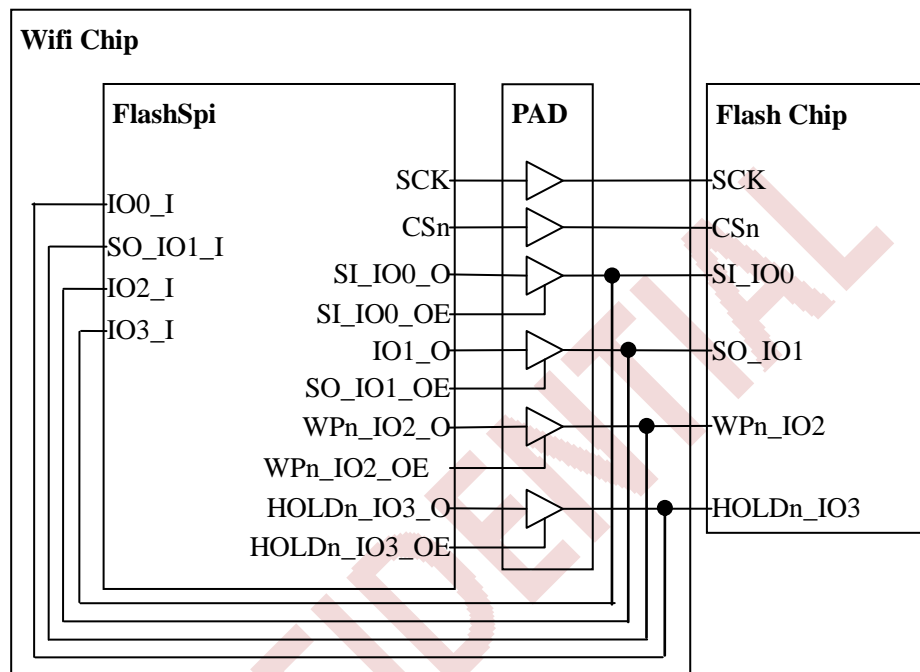 Wifi Chip
FlashSpi
PAD
Flash Chip
SCK
SCK
IO0_I
CSn
CSn
SO_IO1_I
SI_IO0_O
SI_IO0
IO2_I
SI_IO0_OE
IO3_I
IO1_O
SO_IO1
SO_IO1_OE
WPn_IO2_O
WPn_IO2
WPn_IO2_OE
HOLDn_IO3_O
HOLDn_IO3
HOLDn_IO3_OE
FIDENTIAL